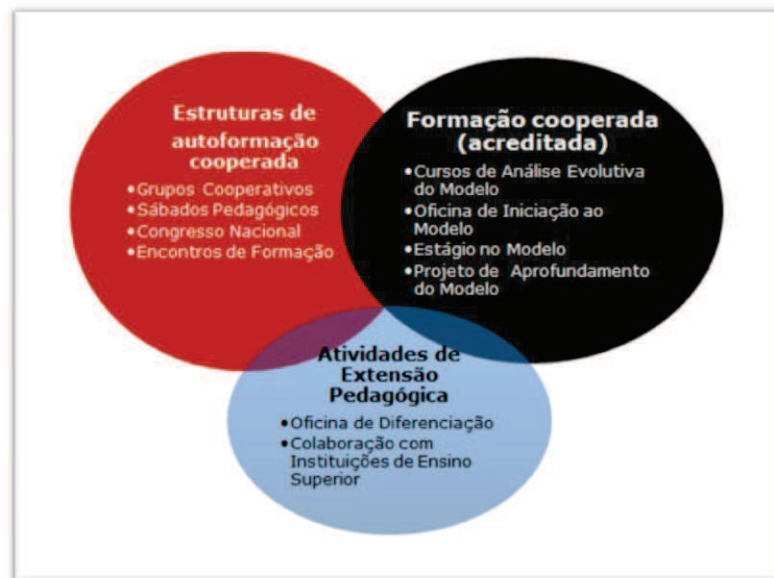 Estruturas de
autoformação
cooperada
•Grupos Cooperativos
•Sábados Pedagógicos
•Congresso Nacional
•Encontros de Formação
Formação cooperada
(acreditada)
•Cursos de Análise Evolutiva
do Modelo
•Oficina de Iniciação ao
Modelo
•Estágio no Modelo
•Projeto de Aprofundamento
do Modelo
Atividades de
Extensão
Pedagógica
•Oficina de Diferenciação
•Colaboração com
Instituições de Ensino
Superior